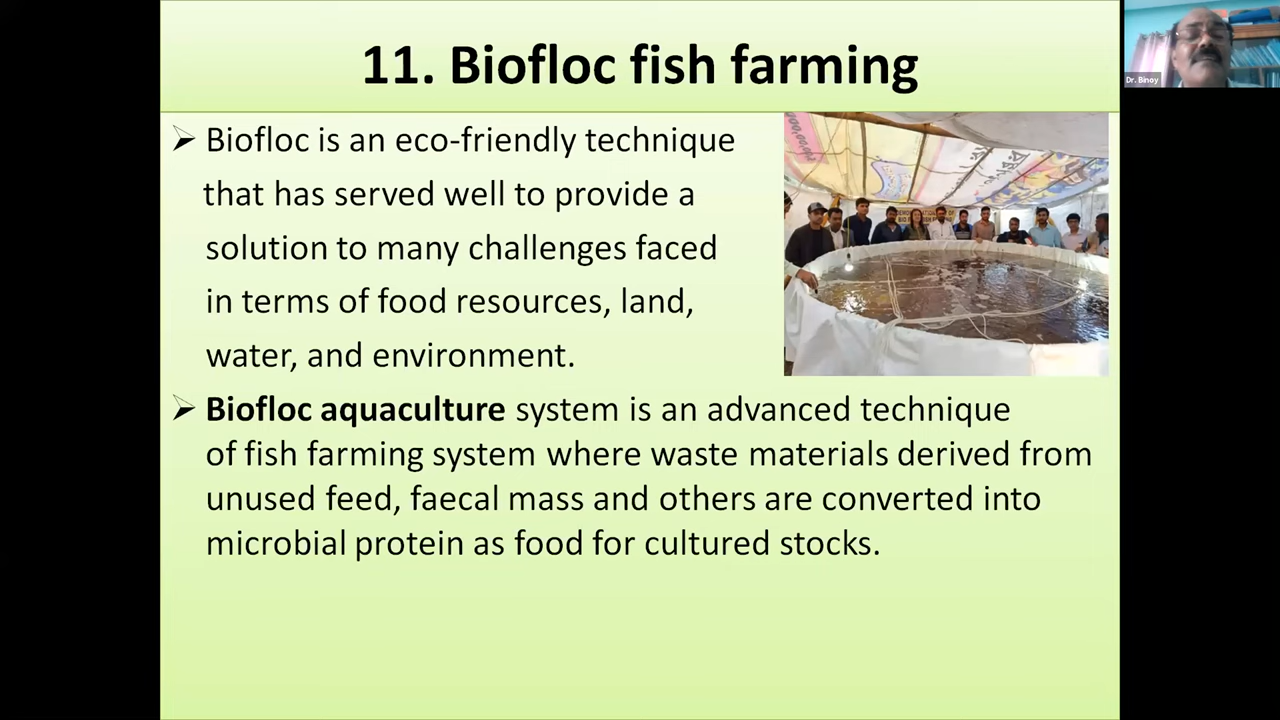 11. Biofloc fish farming
➢ Biofloc is an eco-friendly technique
that has served well to provide a
solution to many challenges faced
in terms of food resources, land,
water, and environment.
➢ Biofloc aquaculture system is an advanced technique
of fish farming system where waste materials derived from
unused feed, faecal mass and others are converted into
microbial protein as food for cultured stocks.
Dr. Binoy